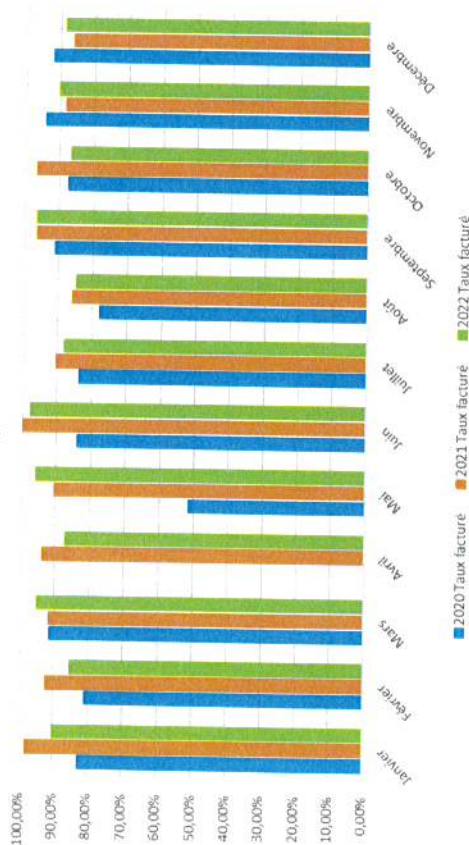 100,00%
90,00%
80,00%
70,00%
60,00%
50,00%
40,00%
30,00%
20,00%
10,00%
0,00%
Janvier
Février
Mars
Avril
Mai
Juin
Juillet
Août
Septembre
Octobre
Novembre
Décembre
2020 Taux facturé
2021 Taux facturé
2022 Taux facturé